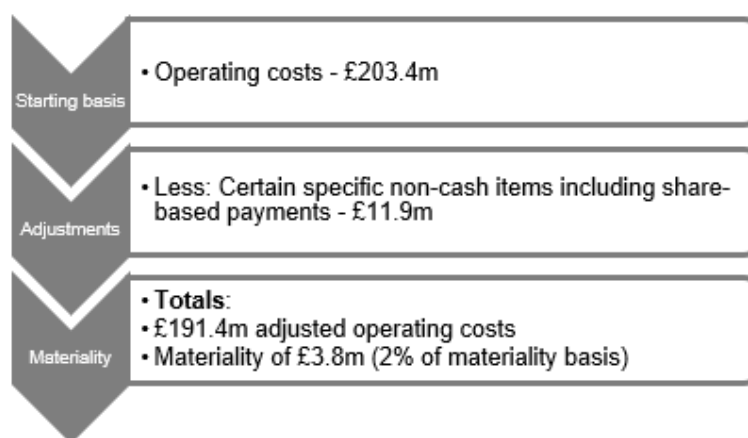 Starting basis
• Operating costs - £203.4m
Adjustments
• Less: Certain specific non-cash items including share-
based payments - £11.9m
Materiality
• Totals:
• £191.4m adjusted operating costs
• Materiality of £3.8m (2% of materiality basis)